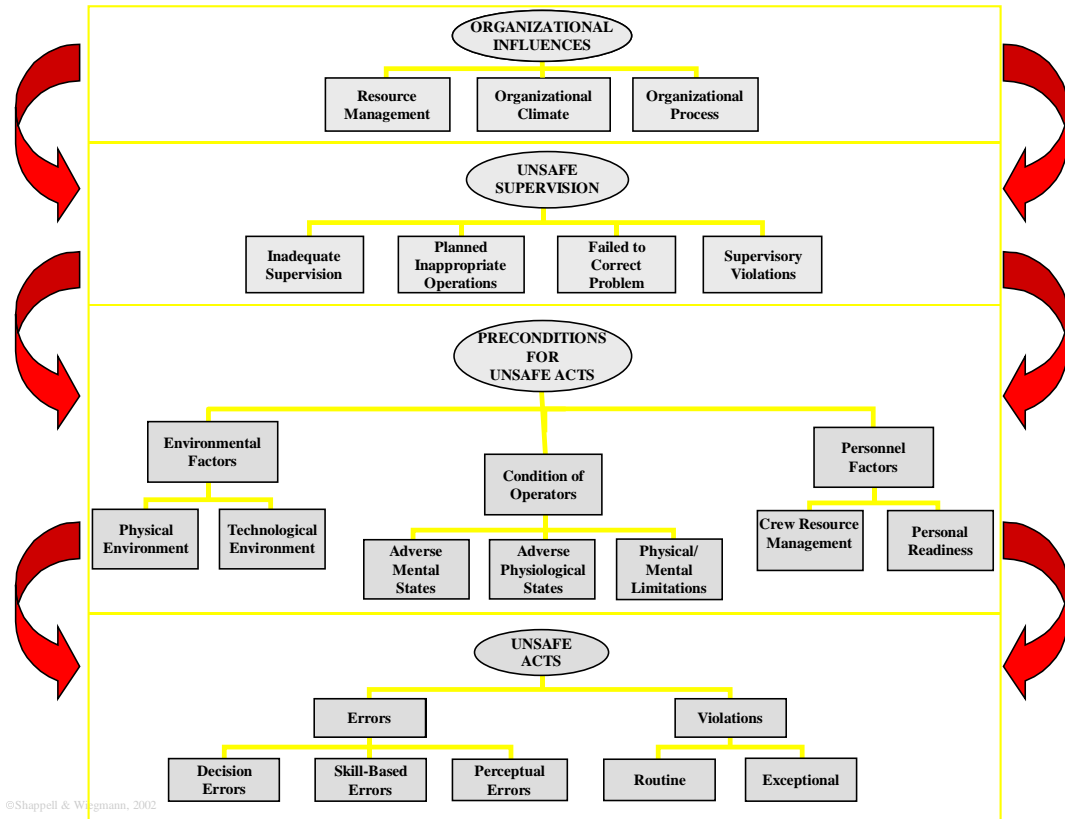 ORGANIZATIONAL
INFLUENCES
Resource
Management
Organizational
Climate
Organizational
Process
UNSAFE
SUPERVISION
Inadequate
Supervision
Planned
Inappropriate
Operations
Failed to
Correct
Problem
Supervisory
Violations
PRECONDITIONS
FOR
UNSAFE ACTS
Environmental
Factors
Condition of
Operators
Personnel
Factors
Physical
Environment
Technological
Environment
Adverse
Mental
States
Adverse
Physiological
States
Physical/
Mental
Limitations
Crew Resource
Management
Personal
Readiness
UNSAFE
ACTS
Errors
Violations
Decision
Errors
Skill-Based
Errors
Perceptual
Errors
Routine
Exceptional
©Shappell & Wiegmann, 2002